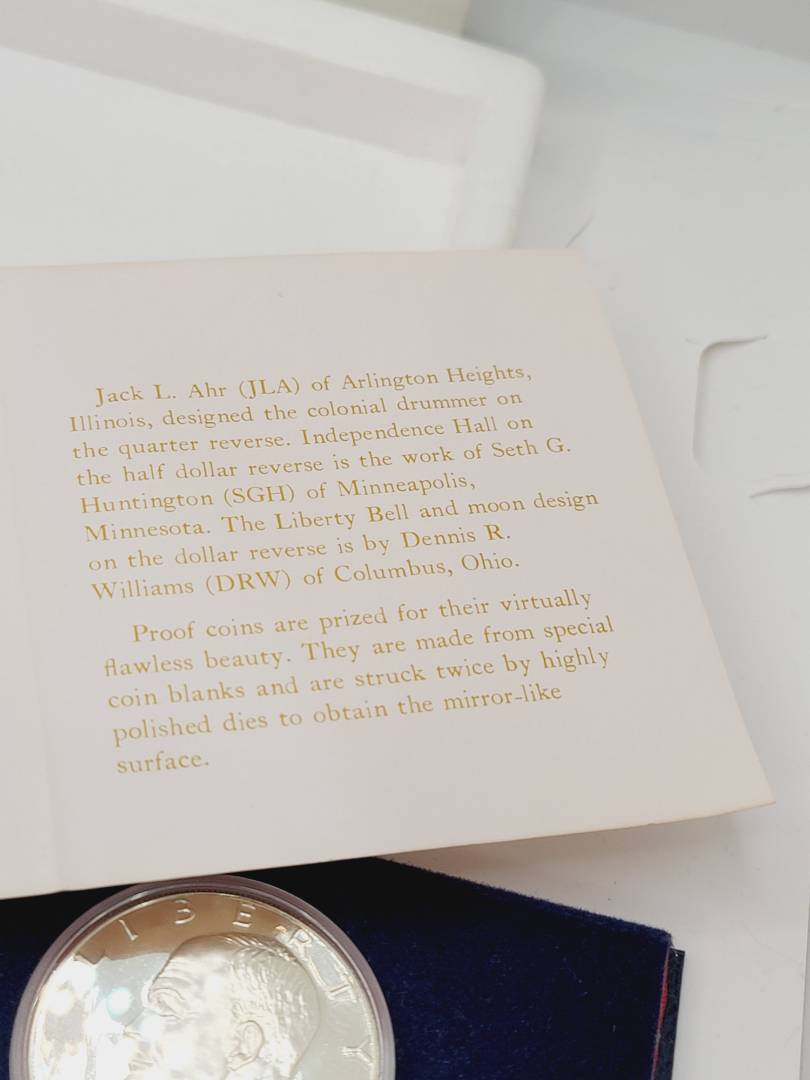 Jack L. Ahr (JLA) of Arlington Heights,
Illinois, designed the colonial drummer on
the quarter reverse. Independence Hall on
the half dollar reverse is the work of Seth G.
Huntington (SGH) of Minneapolis,
Minnesota. The Liberty Bell and moon design
on the dollar reverse is by Dennis R.
Williams (DRW) of Columbus, Ohio.
Proof coins are prized for their virtually
flawless beauty. They are made from special
coin blanks and are struck twice by highly
polished dies to obtain the mirror-like
surface.
LIBERTY